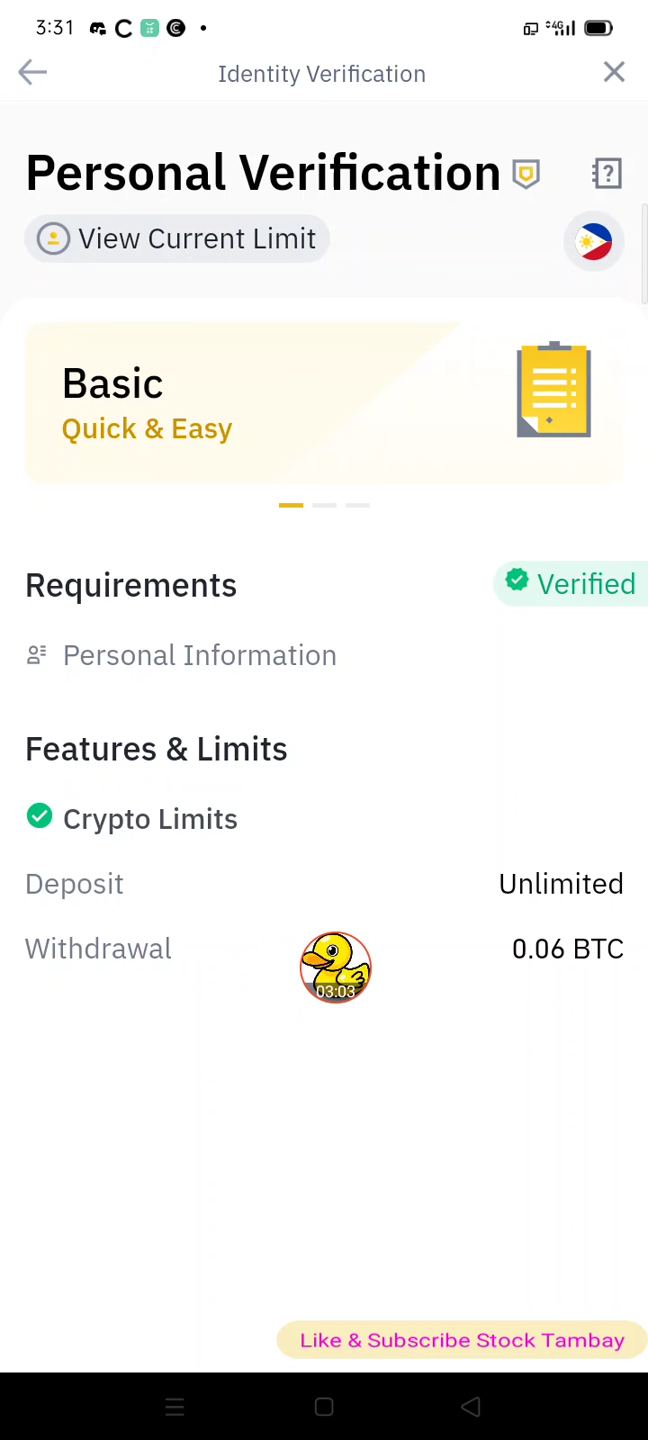 3:31
4G
Identity Verification
Personal Verification
View Current Limit
Basic
Quick & Easy
Requirements
Verified
Personal Information
Features & Limits
Crypto Limits
Deposit Unlimited
Withdrawal 0.06 BTC
03:03
Like & Subscribe Stock Tambay